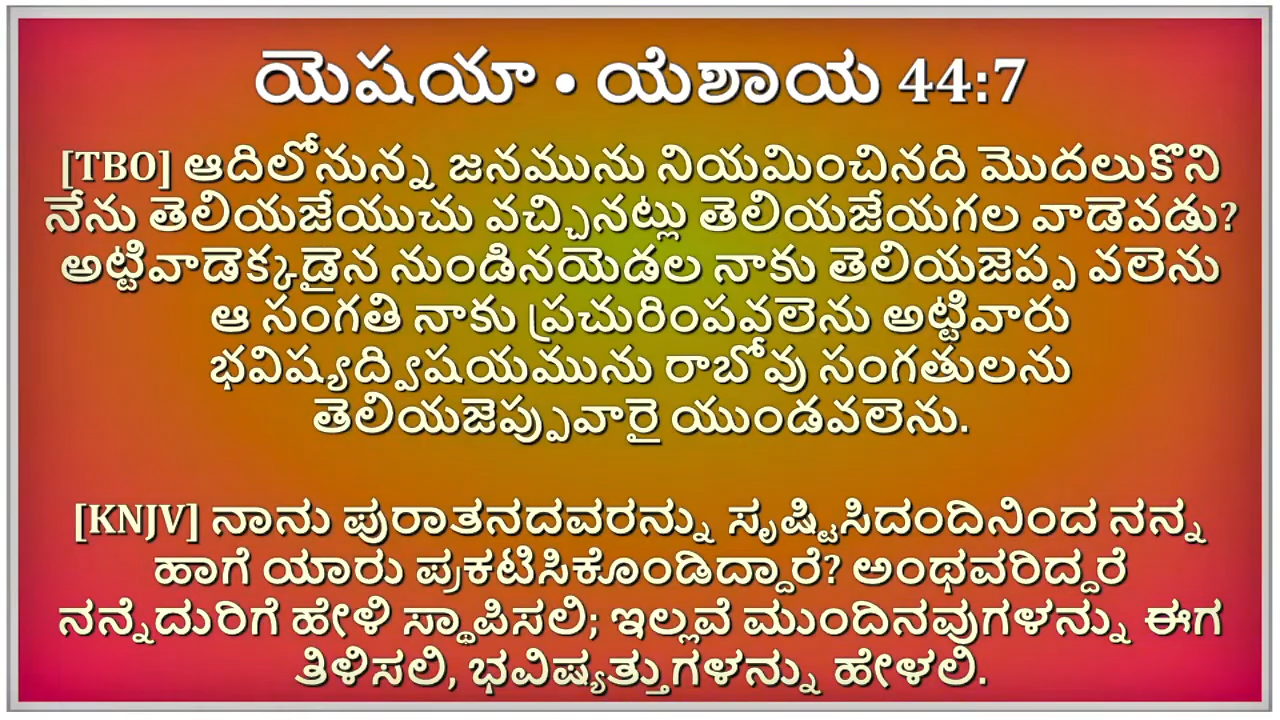 యెషయా • ಯೆಶಾಯ 44:7
[TBO] ఆదిలోనున్న జనమును నియమించినది మొదలుకొని
నేను తెలియజేయుచు వచ్చినట్లు తెలియజేయగల వాడెవడు?
అట్టివాడెక్కడైన నుండినయెడల నాకు తెలియజెప్ప వలెను
ఆ సంగతి నాకు ప్రచురింపవలెను అట్టివారు
భవిష్యద్విషయమును రాబోవు సంగతులను
తెలియజెప్పువారై యుండవలెను.
[KNJV] ನಾನು ಪುರಾತನದವರನ್ನು ಸೃಷ್ಟಿಸಿದಂದಿನಿಂದ ನನ್ನ
ಹಾಗೆ ಯಾರು ಪ್ರಕಟಿಸಿಕೊಂಡಿದ್ದಾರೆ? ಅಂಥವರಿದ್ದರೆ
ನನ್ನೆದುರಿಗೆ ಹೇಳಿ ಸ್ಥಾಪಿಸಲಿ; ಇಲ್ಲವೆ ಮುಂದಿನವುಗಳನ್ನು ಈಗ
ತಿಳಿಸಲಿ, ಭವಿಷ್ಯತ್ತುಗಳನ್ನು ಹೇಳಲಿ.